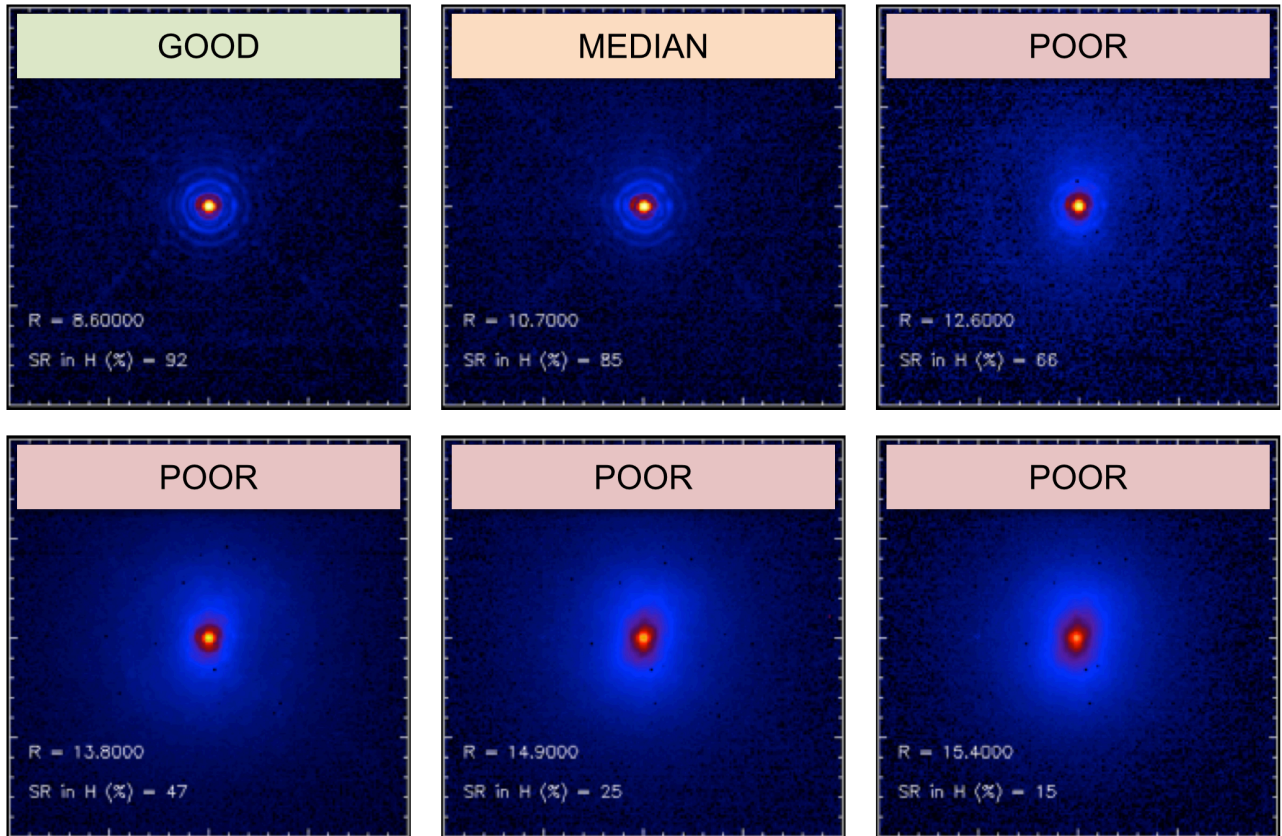 GOOD
R = 8.60000
SR in H (%) = 92
MEDIAN
R = 10.7000
SR in H (%) = 85
POOR
R = 12.6000
SR in H (%) = 66
POOR
R = 13.8000
SR in H (%) = 47
POOR
R = 14.9000
SR in H (%) = 25
POOR
R = 15.4000
SR in H (%) = 15